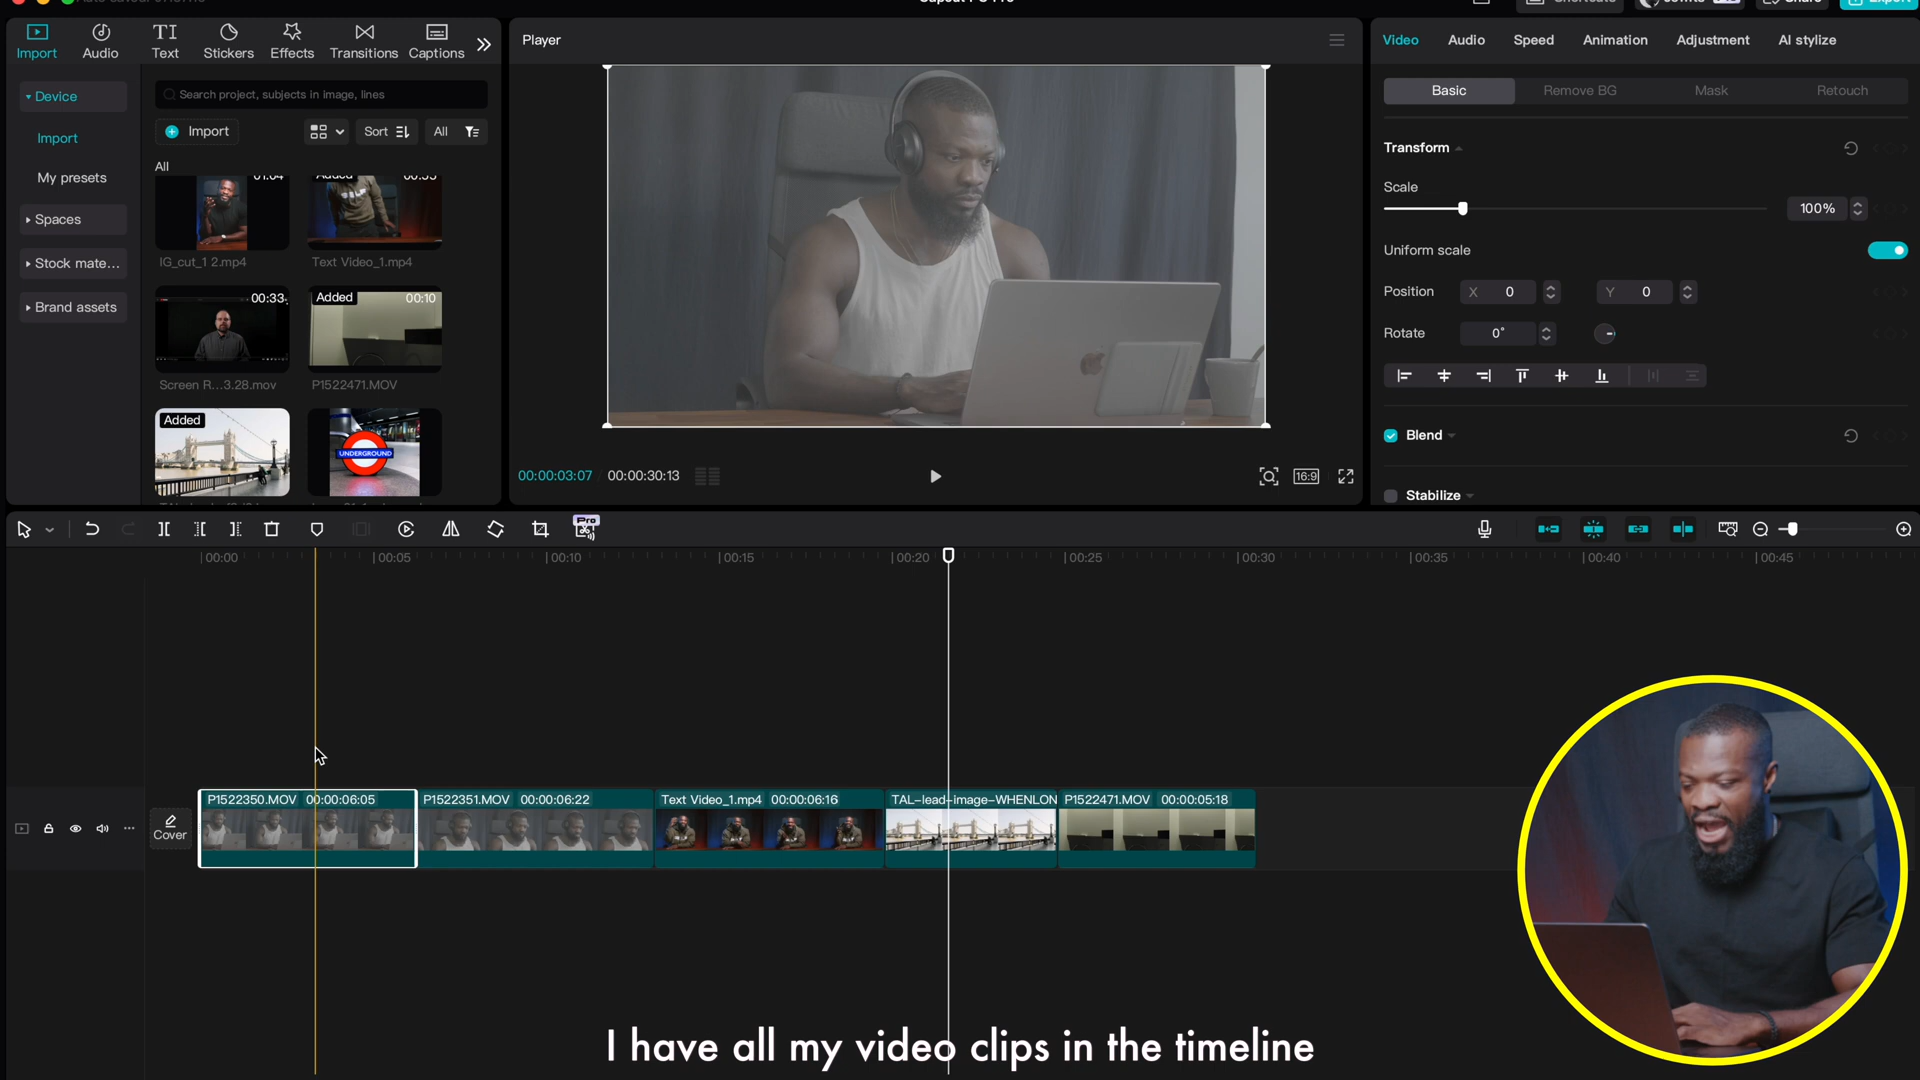 Import
Audio
Text
Stickers
Effects
Transitions
Captions
Player
Video
Audio
Speed
Animation
Adjustment
AI stylize
Device
Import
My presets
Spaces
Stock mate...
Brand assets
Search project, subjects in image, lines
Import
Sort
All
All
01:04
IG_cut_1 2.mp4
Added
00:33
Text Video_1.mp4
00:33
Screen R...3.28.mov
Added 00:10
P1522471.MOV
Added
UNDERGROUND
Basic
Remove BG
Mask
Retouch
Transform
Scale
100%
Uniform scale
Position
X 0
Y 0
Rotate
0°
Blend
Stabilize
00:00:03:07
00:00:30:13
16:9
Pro
00:00
00:05
00:10
00:15
00:20
00:25
00:30
00:35
00:40
00:45
Cover
P1522350.MOV 00:00:06:05
P1522351.MOV 00:00:06:22
Text Video_1.mp4 00:00:06:16
TAL-lead-image-WHENLON
P1522471.MOV 00:00:05:18
I have all my video clips in the timeline